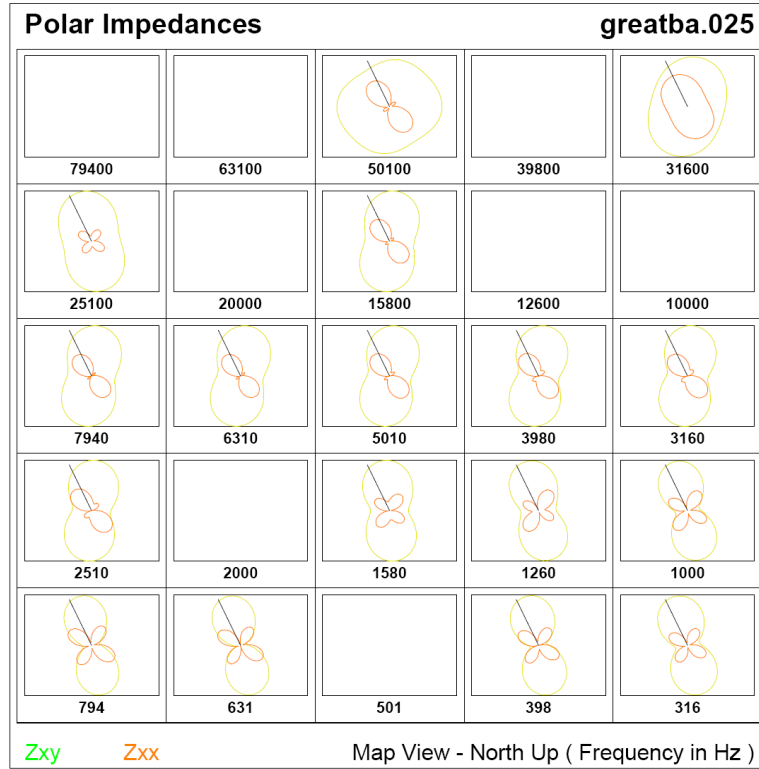 Polar Impedances greatba.025
79400 63100 50100 39800 31600
25100 20000 15800 12600 10000
7940 6310 5010 3980 3160
2510 2000 1580 1260 1000
794 631 501 398 316
Zxy Zxx Map View - North Up ( Frequency in Hz )